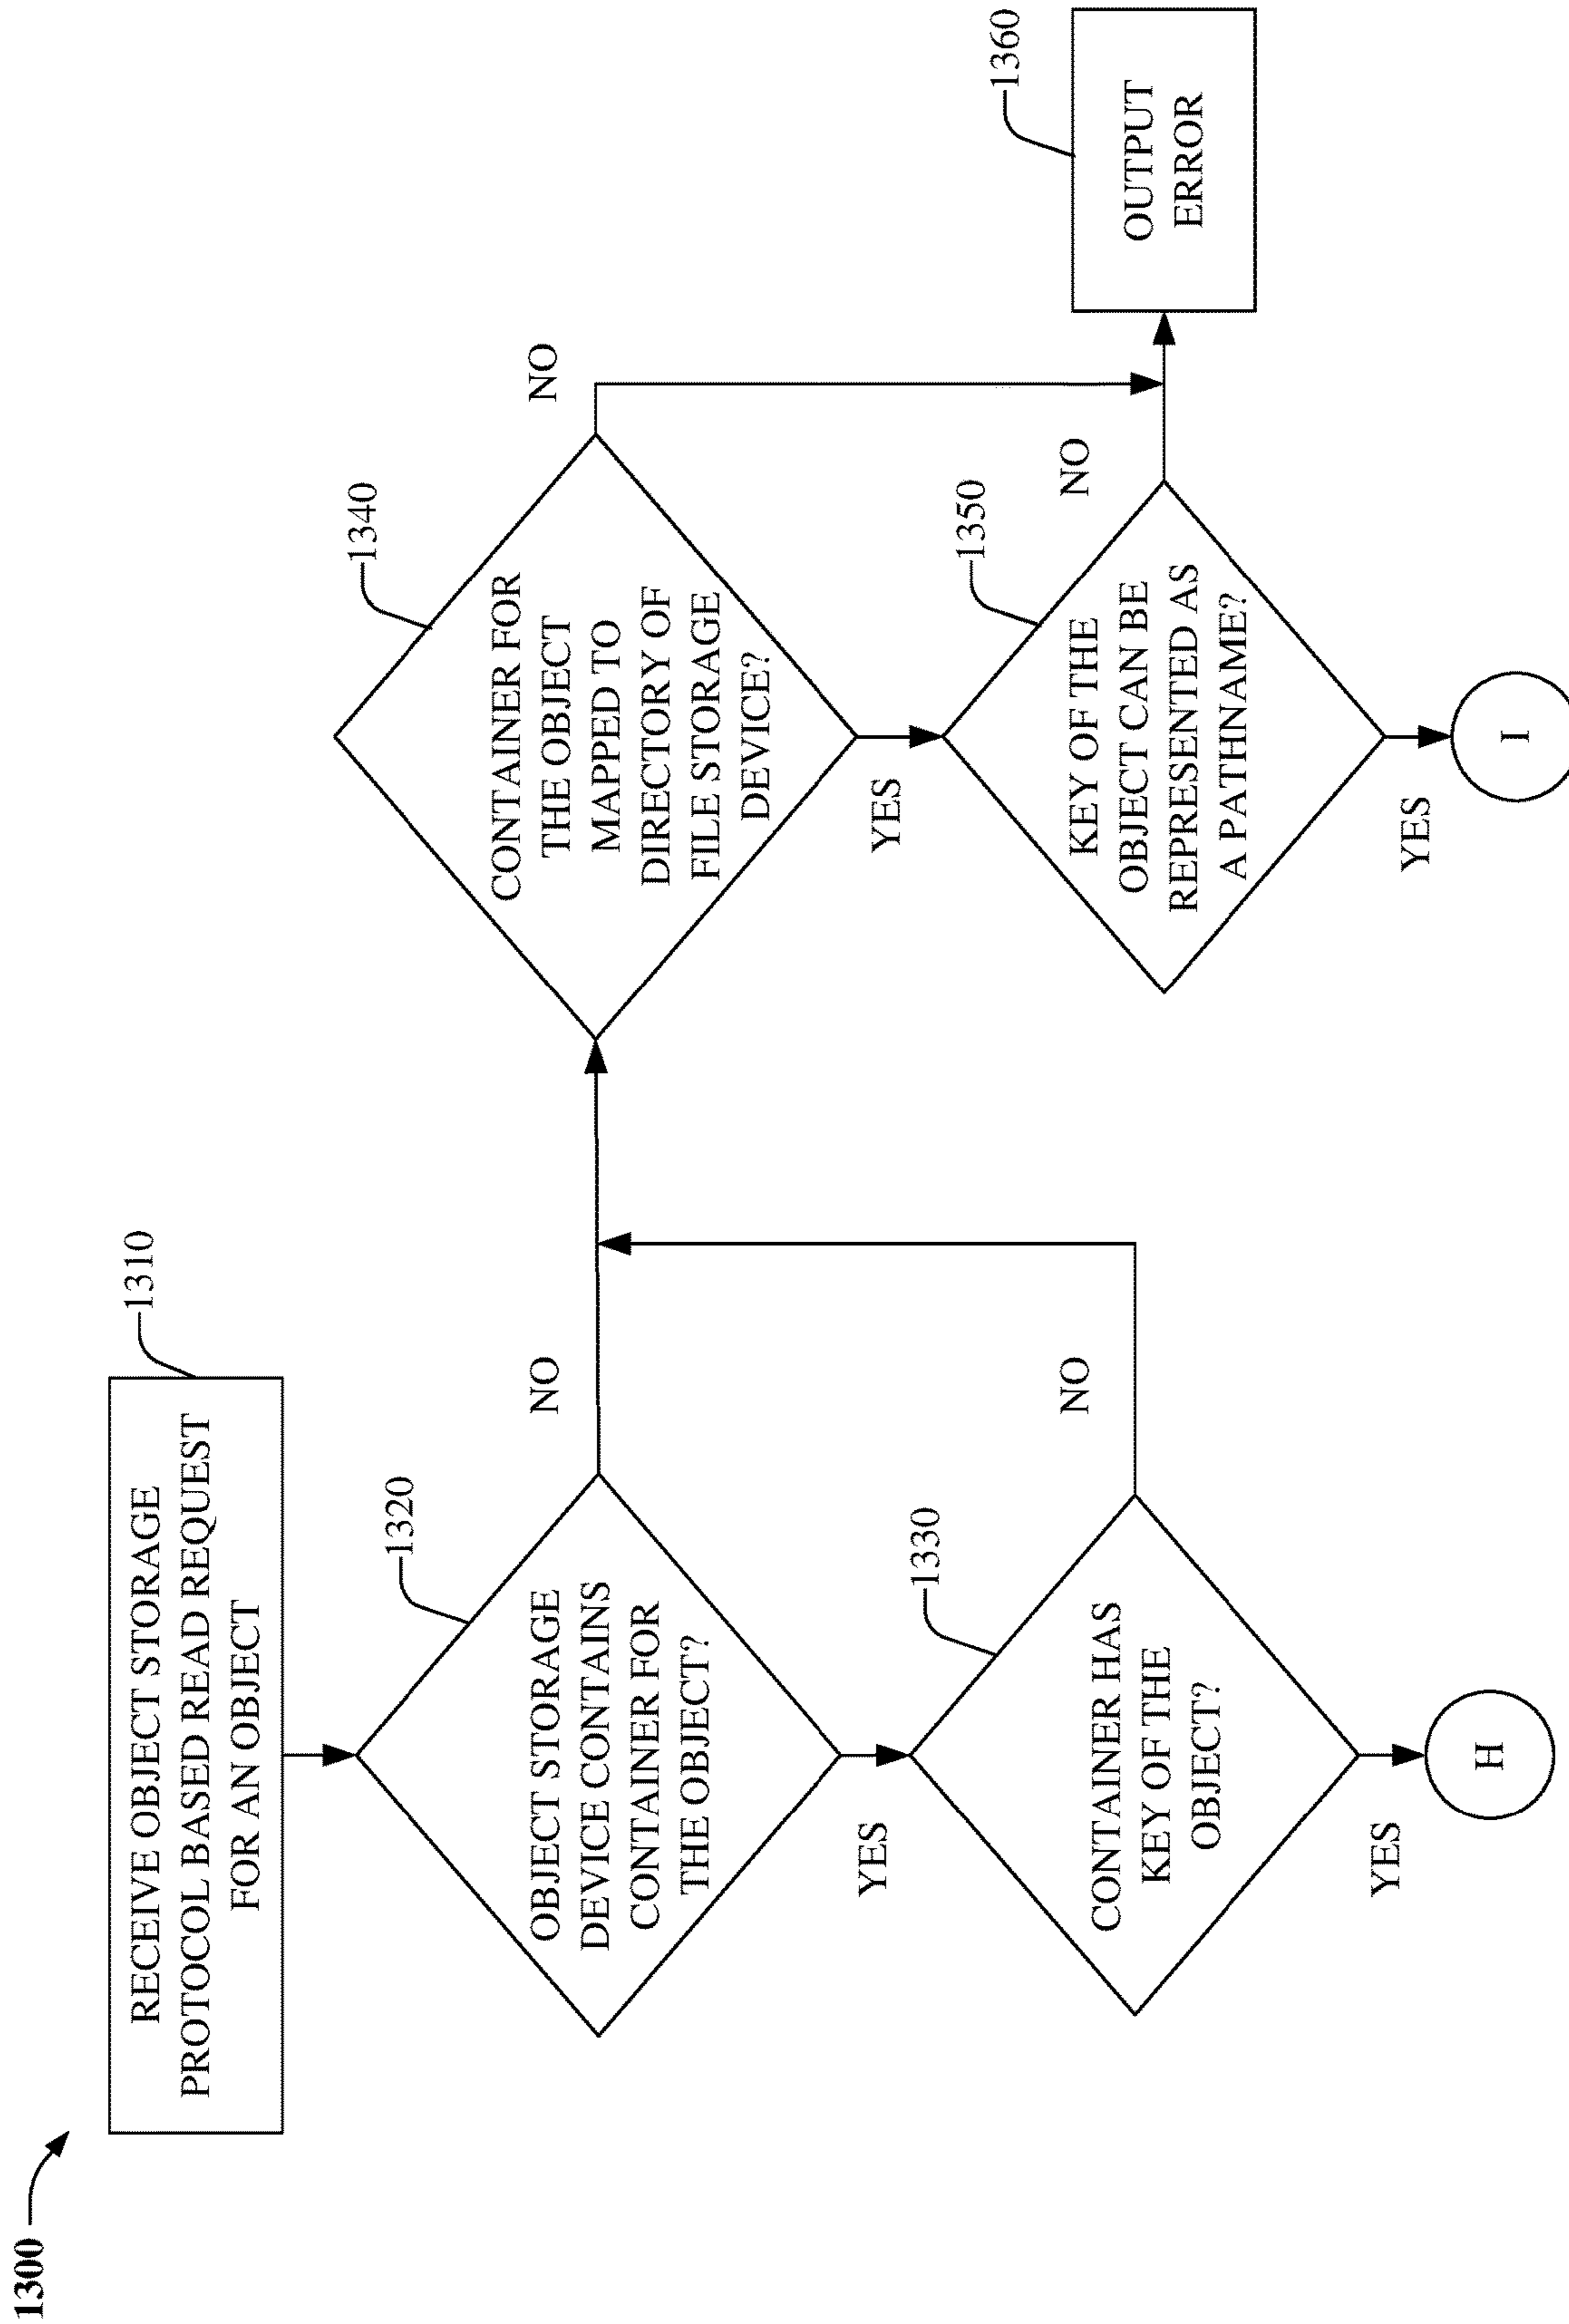 1300
1310
RECEIVE OBJECT STORAGE
PROTOCOL BASED READ REQUEST
FOR AN OBJECT
1320
OBJECT STORAGE
DEVICE CONTAINS
CONTAINER FOR
THE OBJECT?
NO
YES
1330
CONTAINER HAS
KEY OF THE
OBJECT?
NO
YES
H
1340
CONTAINER FOR
THE OBJECT
MAPPED TO
DIRECTORY OF
FILE STORAGE
DEVICE?
NO
YES
1350
KEY OF THE
OBJECT CAN BE
REPRESENTED AS
A PATHNAME?
NO
YES
I
1360
OUTPUT
ERROR